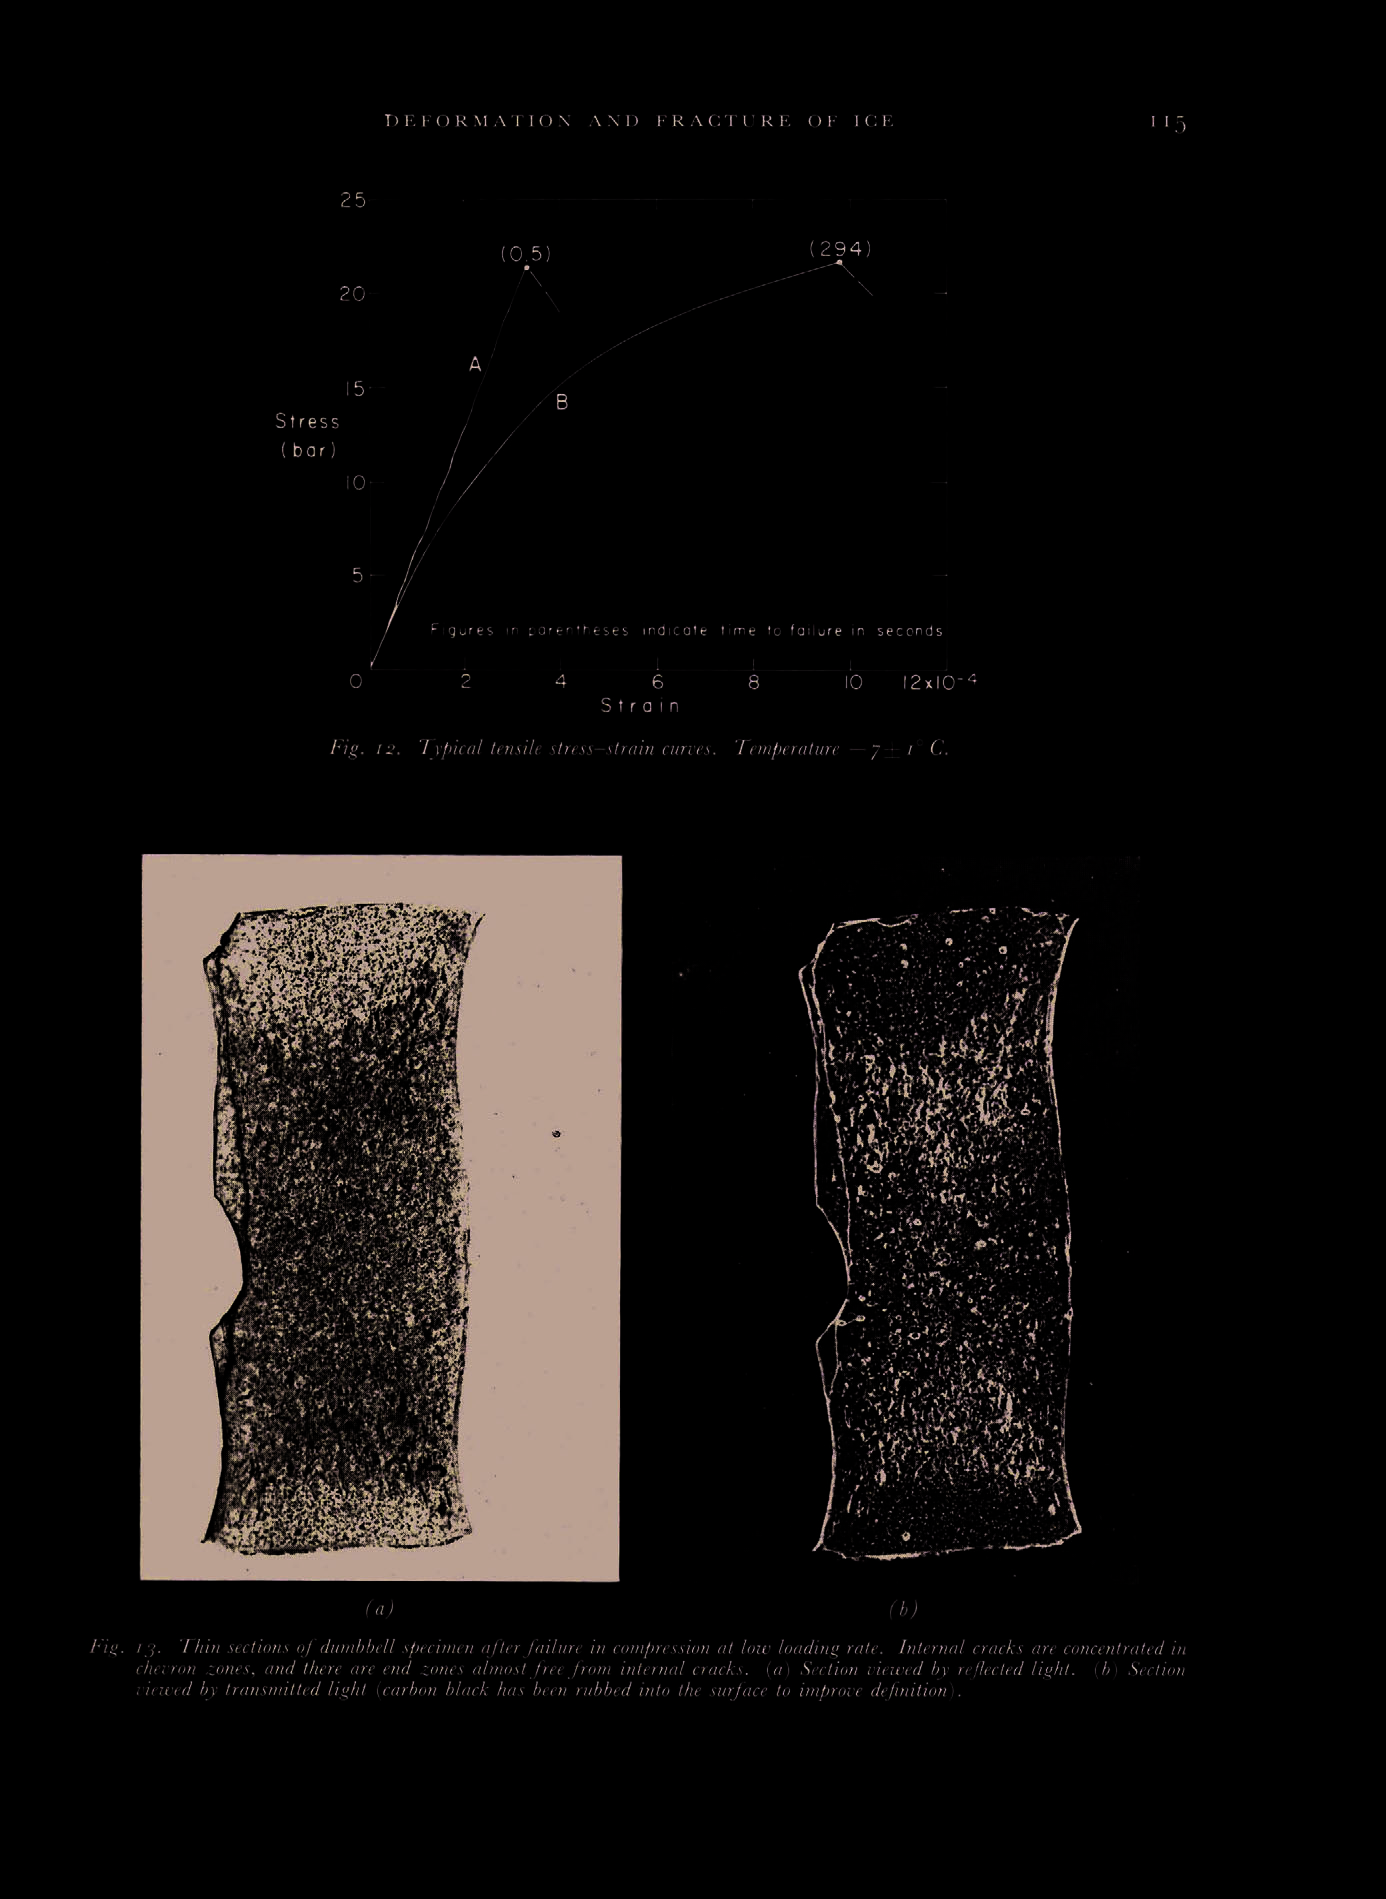 DEFORMATION AND FRACTURE OF ICE 115
25
(0.5)
(294)
20
A
15
B
Stress
(bar)
10
5
Figures in parentheses indicate time to failure in seconds
0 2 4 6 8 10 12x10-4
Strain
Fig. 12. Typical tensile stress–strain curves. Temperature —7±1° C.
(a) (b)
Fig. 13. Thin sections of dumbbell specimen after failure in compression at low loading rate. Internal cracks are concentrated in
chevron zones, and there are end zones almost free from internal cracks. (a) Section viewed by reflected light. (b) Section
viewed by transmitted light (carbon black has been rubbed into the surface to improve definition).